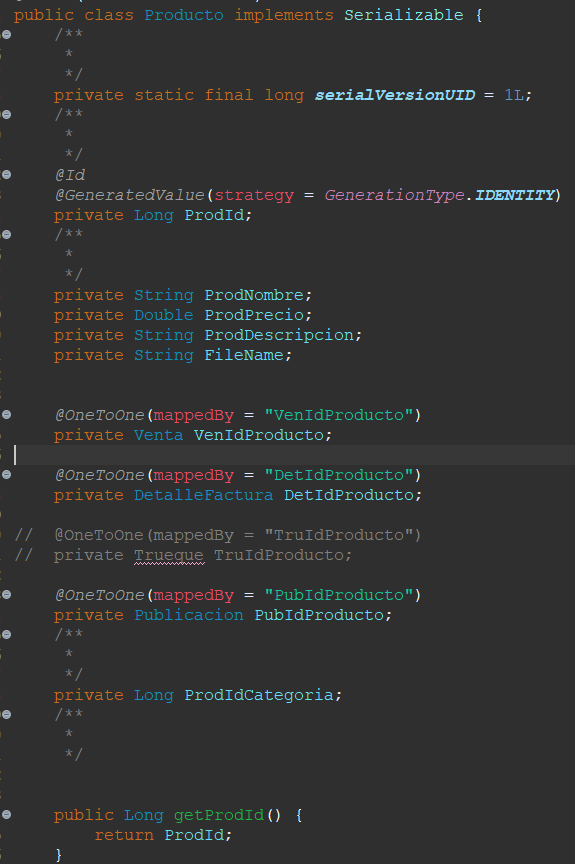 public class Producto implements Serializable {
    /**
     *
     */
    private static final long serialVersionUID = 1L;
    /**
     *
     */
    @Id
    @GeneratedValue(strategy = GenerationType.IDENTITY)
    private Long ProdId;
    /**
     *
     */
    private String ProdNombre;
    private Double ProdPrecio;
    private String ProdDescripcion;
    private String FileName;
    @OneToOne(mappedBy = "VenIdProducto")
    private Venta VenIdProducto;
    @OneToOne(mappedBy = "DetIdProducto")
    private DetalleFactura DetIdProducto;
//  @OneToOne(mappedBy = "TruIdProducto")
//  private Trueque TruIdProducto;
    @OneToOne(mappedBy = "PubIdProducto")
    private Publicacion PubIdProducto;
    /**
     *
     */
    private Long ProdIdCategoria;
    /**
     *
     */
    public Long getProdId() {
        return ProdId;
    }